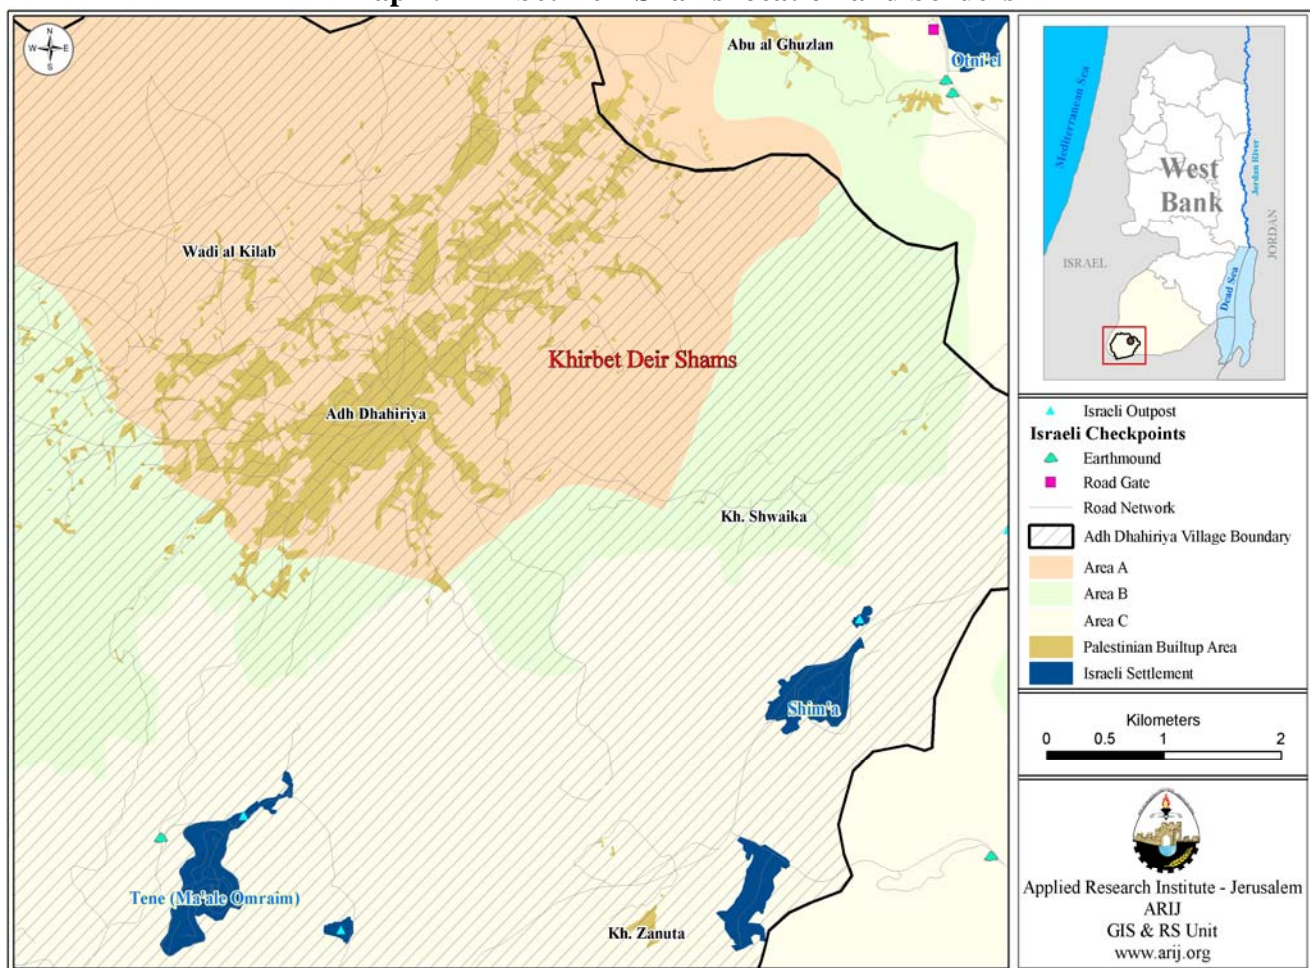 N
W E
S
Abu al Ghuzlan
Otni'el
Wadi al Kilab
Khirbet Deir Shams
Adh Dhahiriya
Kh. Shwaika
Shim'a
Tene (Ma'ale Omraim)
Kh. Zanuta
Mediterranean Sea
West
Bank
Jordan River
JORDAN
ISRAEL
Dead Sea
Israeli Outpost
Israeli Checkpoints
Earthmound
Road Gate
Road Network
Adh Dhahiriya Village Boundary
Area A
Area B
Area C
Palestinian Builtup Area
Israeli Settlement
Kilometers
0 0.5 1 2
Applied Research Institute - Jerusalem
ARIJ
GIS & RS Unit
www.arij.org